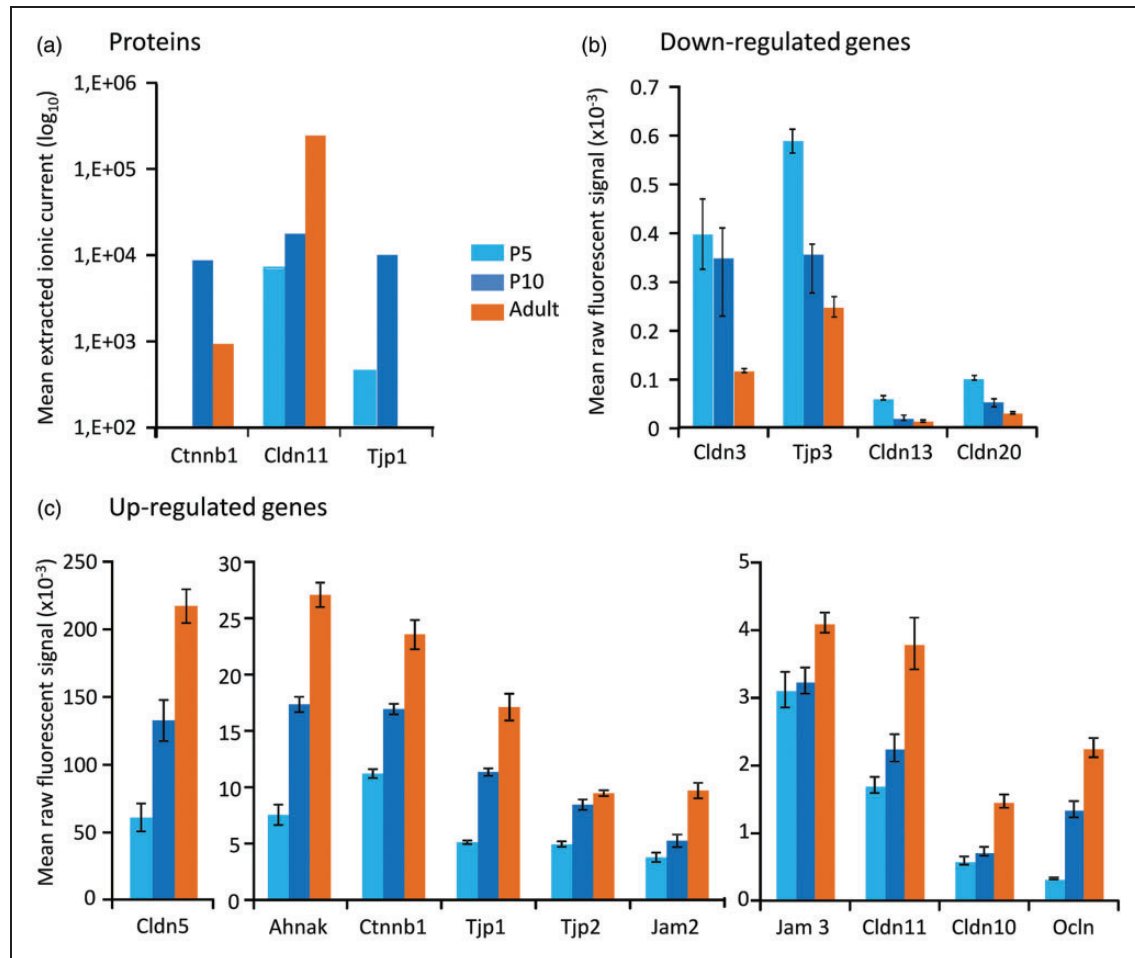 (a) Proteins
Mean extracted ionic current (log10)
1,E+06
1,E+05
1,E+04
1,E+03
1,E+02
Ctnnb1 Cldn11 Tjp1
P5
P10
Adult
(b) Down-regulated genes
Mean raw fluorescent signal (x10-3)
0.7
0.6
0.5
0.4
0.3
0.2
0.1
0
Cldn3 Tjp3 Cldn13 Cldn20
(c) Up-regulated genes
Mean raw fluorescent signal (x10-3)
250
200
150
100
50
0
Cldn5
30
25
20
15
10
5
0
Ahnak Ctnnb1 Tjp1 Tjp2 Jam2
5
4
3
2
1
0
Jam 3 Cldn11 Cldn10 Ocln